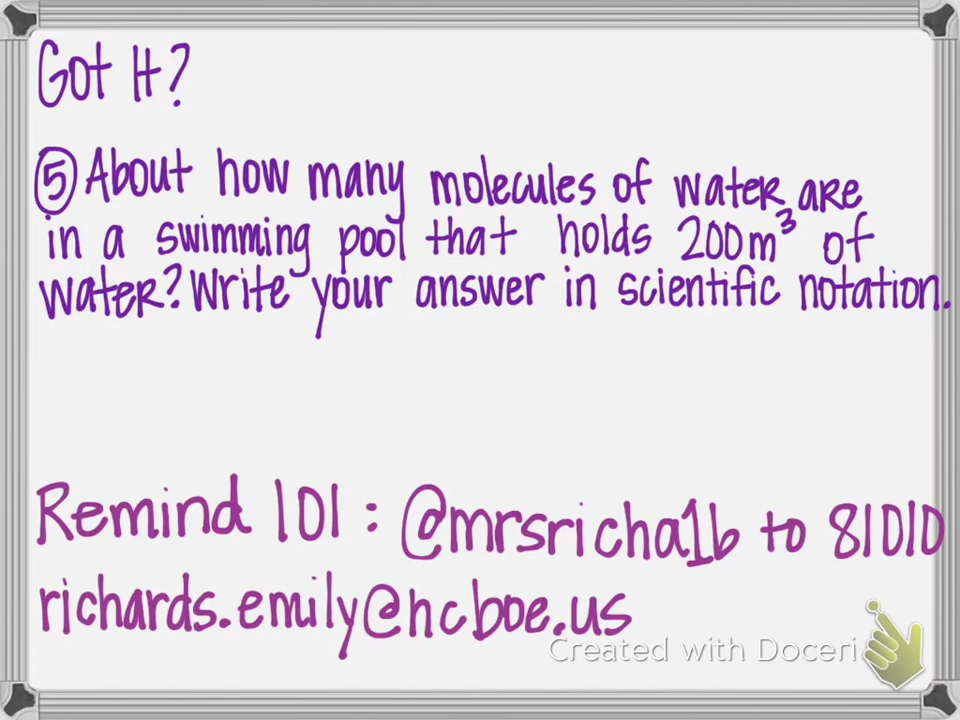 Got It?
⑤ About how many molecules of water are
in a swimming pool that holds 200m³ of
water? Write your answer in scientific notation.
Remind 101: @mrsricha16 to 81010
richards.emily@hcboe.us
Created with Doceri